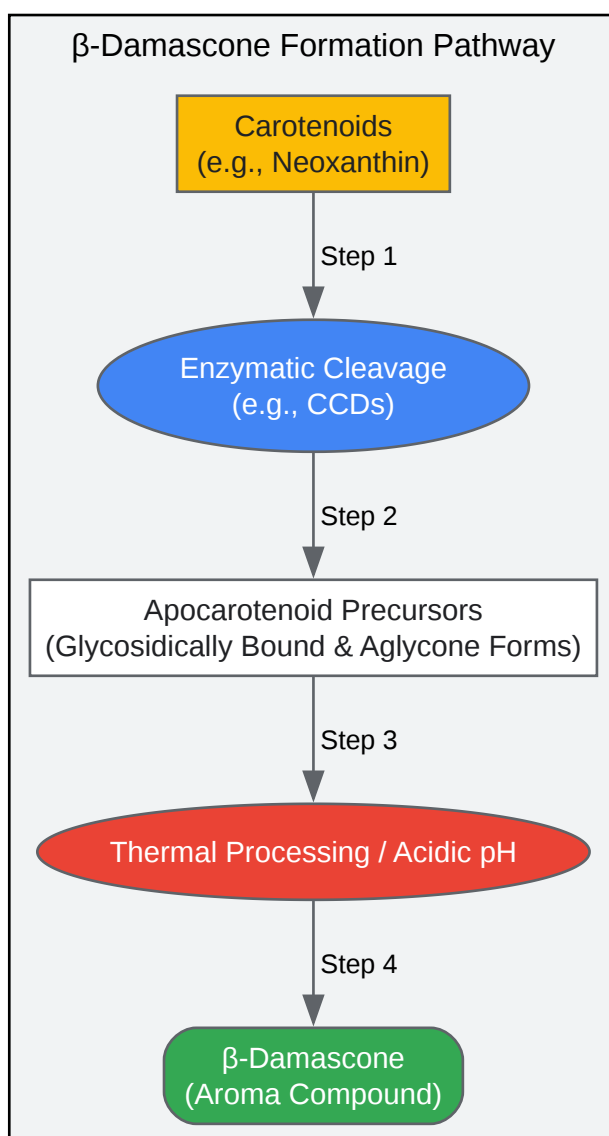 β-Damascone Formation Pathway
Carotenoids
(e.g., Neoxanthin)
Step 1
Enzymatic Cleavage
(e.g., CCDs)
Step 2
Apocarotenoid Precursors
(Glycosidically Bound & Aglycone Forms)
Step 3
Thermal Processing / Acidic pH
Step 4
β-Damascone
(Aroma Compound)